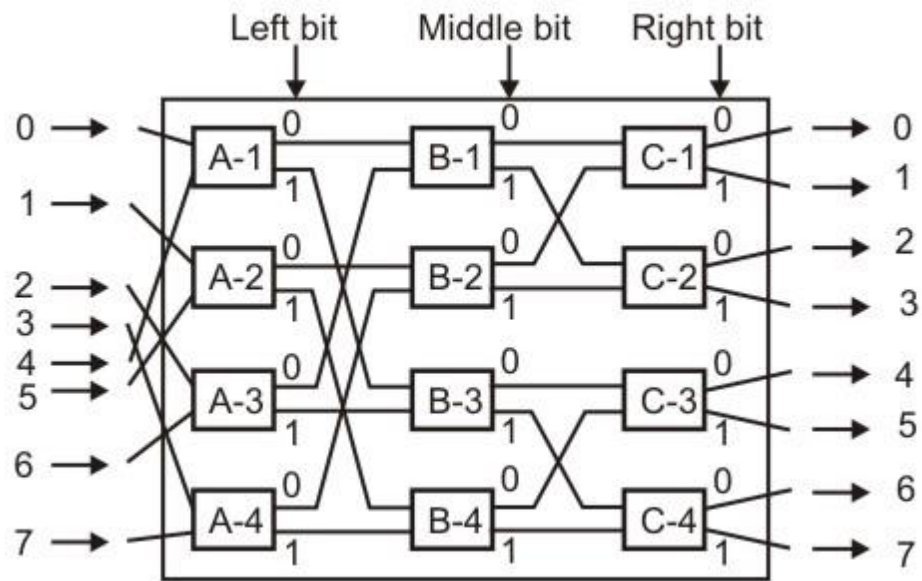 Left bit Middle bit Right bit
0 0 0 0
A-1 B-1 C-1
1 1 1 1
1 0 0 0 2
A-2 B-2 C-2
2 1 1 1 3
3
4 0 0 0 4
5 A-3 B-3 C-3
1 1 1 5
6 0 0 0 6
A-4 B-4 C-4
7 1 1 1 7